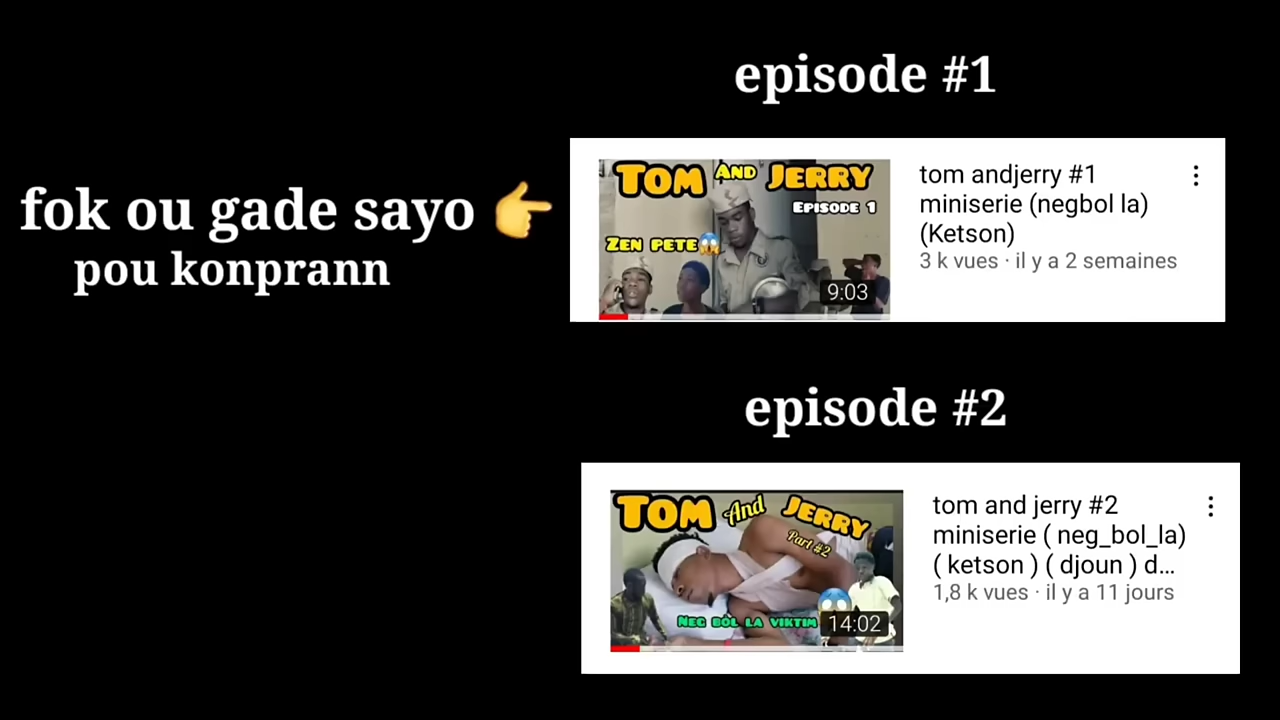 episode #1
fok ou gade sayo 👉
pou konprann
TOM AND JERRY
EPISODE 1
ZEN PETE😱
9:03
tom andjerry #1
miniserie (negbol la)
(Ketson)
3 k vues · il y a 2 semaines
episode #2
TOM And JERRY
Part #2
NEG BÒL LA VIKTIM
14:02
tom and jerry #2
miniserie ( neg_bol_la)
( ketson ) ( djoun ) d...
1,8 k vues · il y a 11 jours